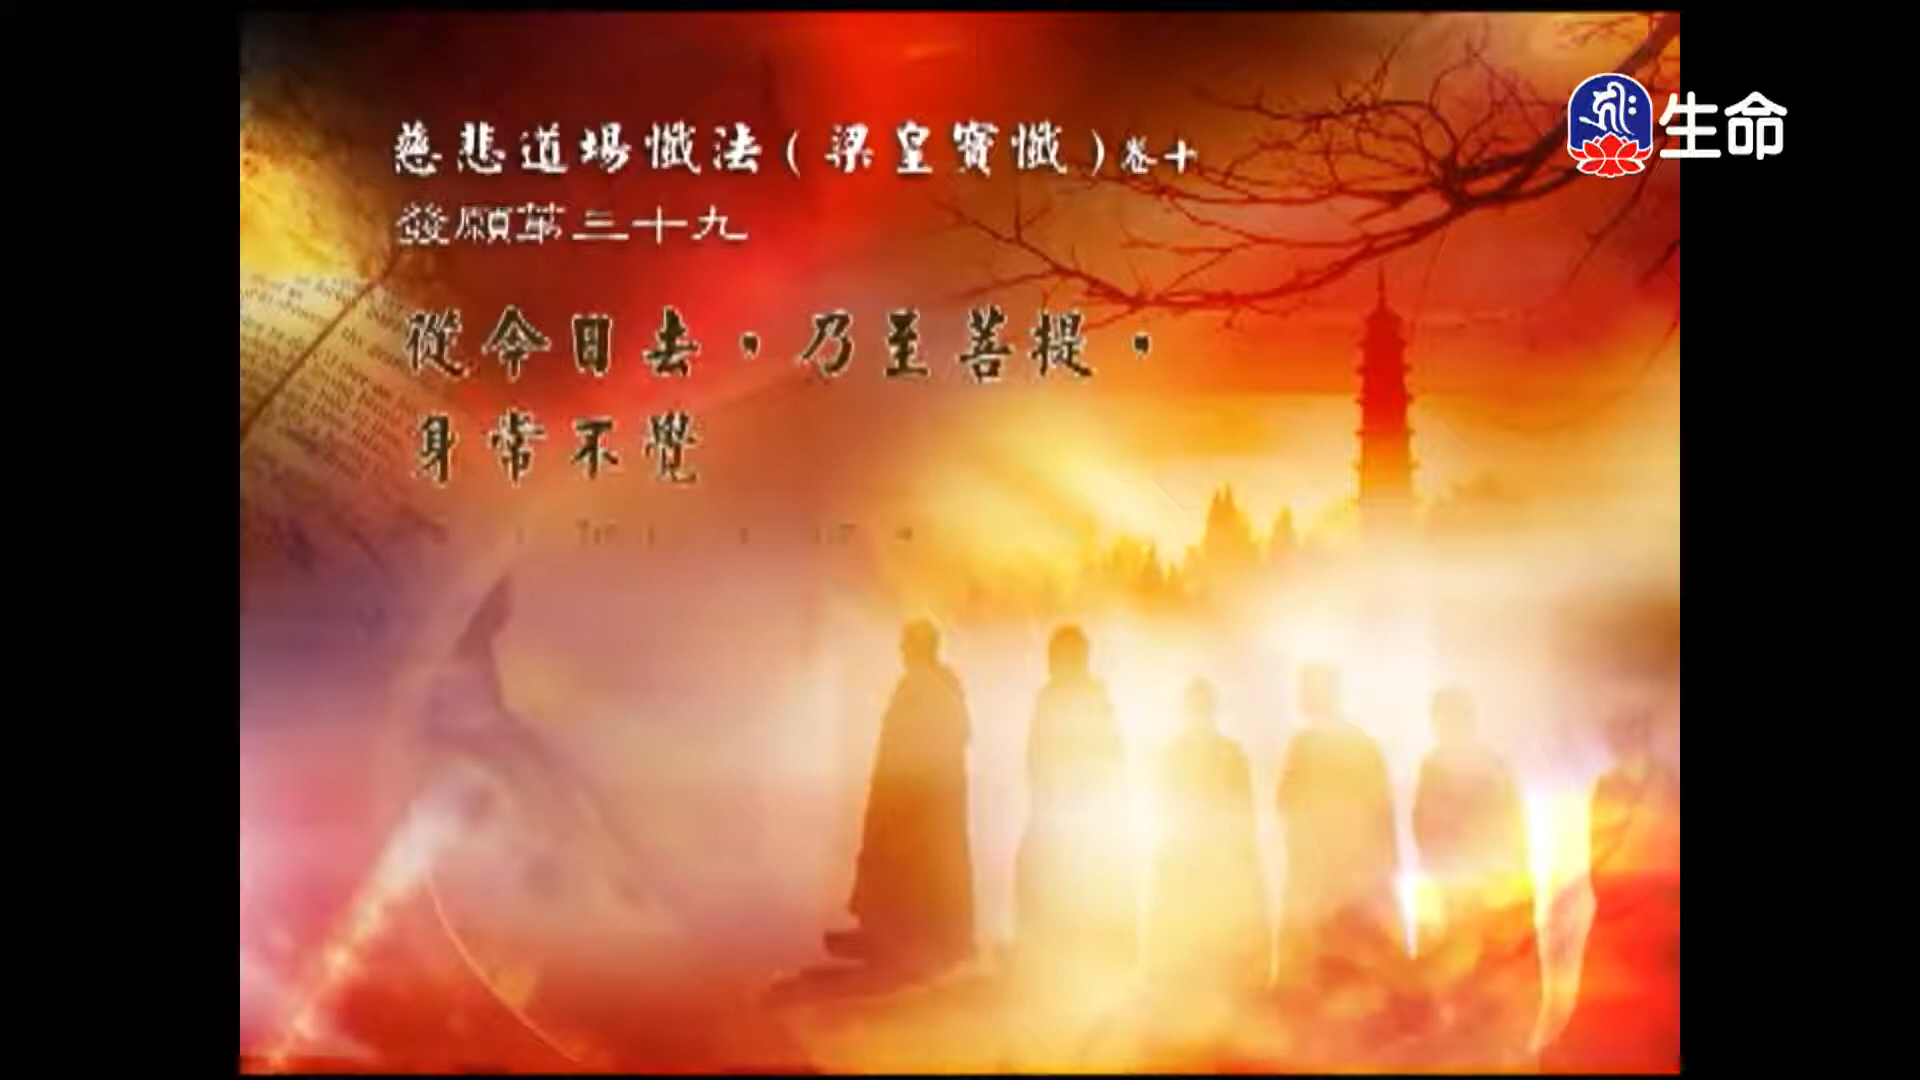 慈悲道場懺法(梁皇寶懺)卷十
發願第三十九
從今日去,乃至菩提,
身常不覺
生命